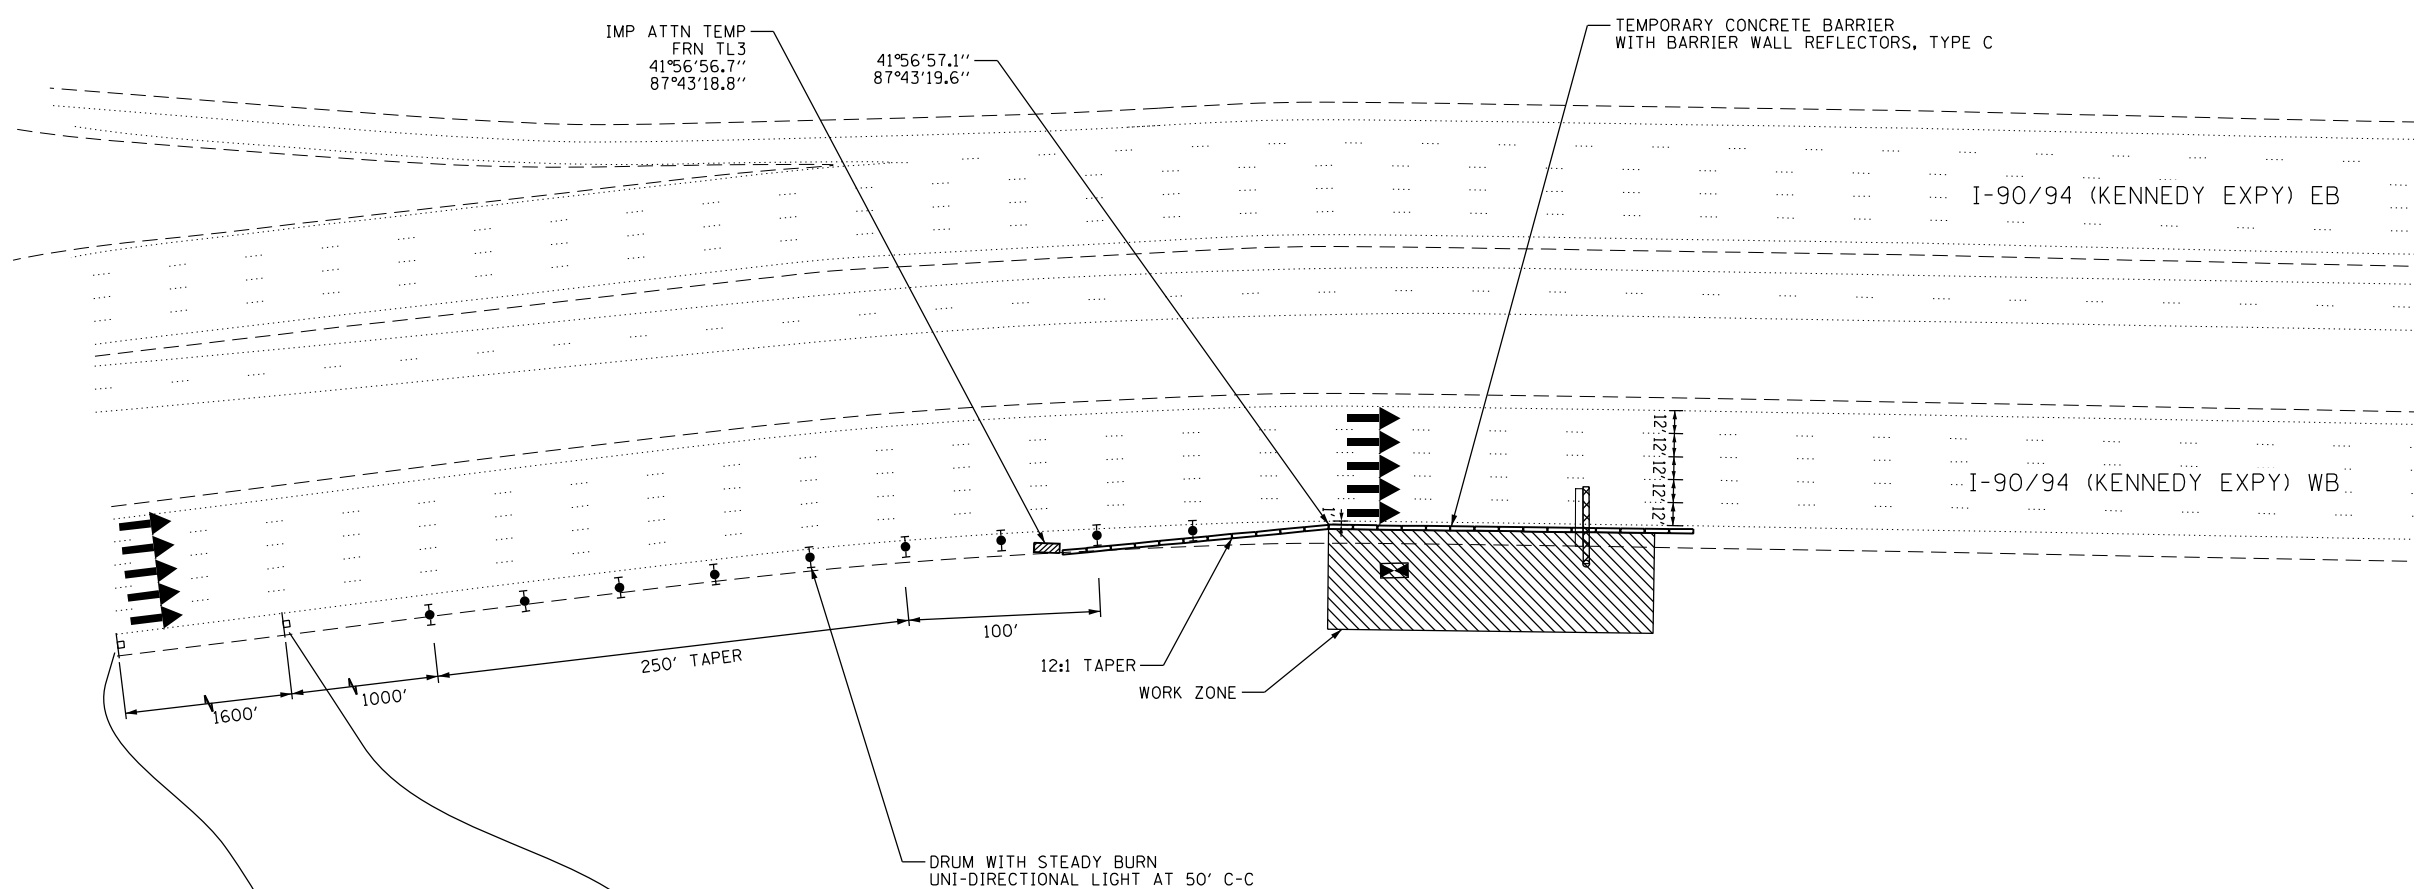 IMP ATTN TEMP
FRN TL3
41°56'56.7''
87°43'18.8''
41°56'57.1''
87°43'19.6''
TEMPORARY CONCRETE BARRIER
WITH BARRIER WALL REFLECTORS, TYPE C
I-90/94 (KENNEDY EXPY) EB
12'
12'
12'
12'
12'
I-90/94 (KENNEDY EXPY) WB
1'
100'
250' TAPER
1000'
1600'
12:1 TAPER
WORK ZONE
DRUM WITH STEADY BURN
UNI-DIRECTIONAL LIGHT AT 50' C-C